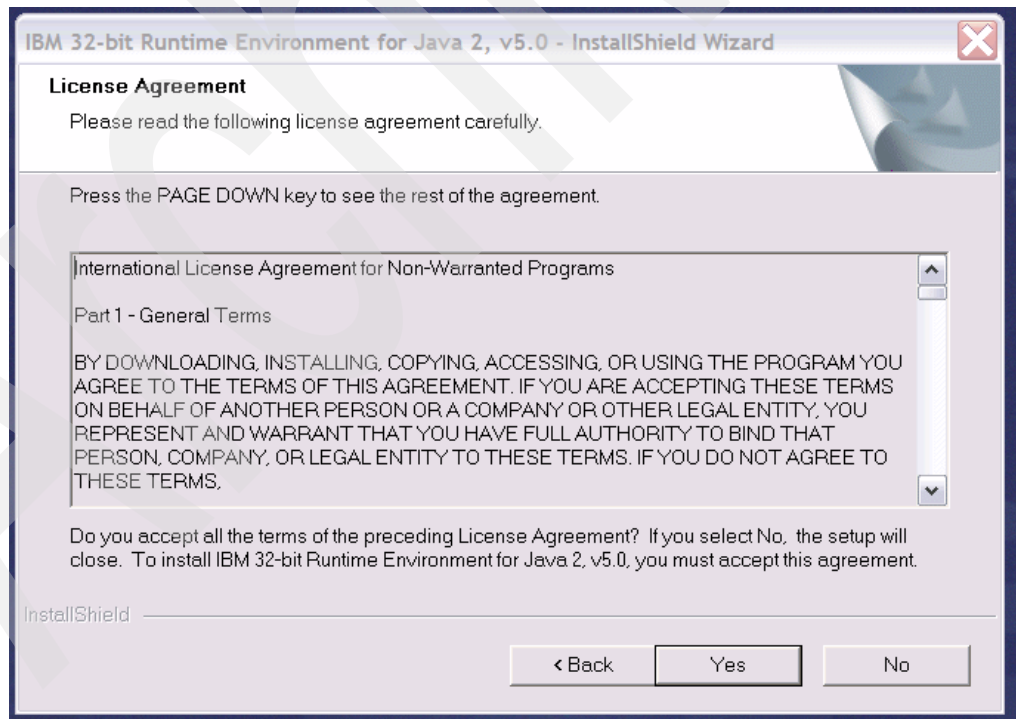 IBM 32-bit Runtime Environment for Java 2, v5.0 - InstallShield Wizard
License Agreement
Please read the following license agreement carefully.
Press the PAGE DOWN key to see the rest of the agreement.
International License Agreement for Non-Warranted Programs
Part 1 - General Terms
BY DOWNLOADING, INSTALLING, COPYING, ACCESSING, OR USING THE PROGRAM YOU
AGREE TO THE TERMS OF THIS AGREEMENT. IF YOU ARE ACCEPTING THESE TERMS
ON BEHALF OF ANOTHER PERSON OR A COMPANY OR OTHER LEGAL ENTITY, YOU
REPRESENT AND WARRANT THAT YOU HAVE FULL AUTHORITY TO BIND THAT
PERSON, COMPANY, OR LEGAL ENTITY TO THESE TERMS. IF YOU DO NOT AGREE TO
THESE TERMS,
Do you accept all the terms of the preceding License Agreement? If you select No, the setup will
close. To install IBM 32-bit Runtime Environment for Java 2, v5.0, you must accept this agreement.
InstallShield
< Back
Yes
No